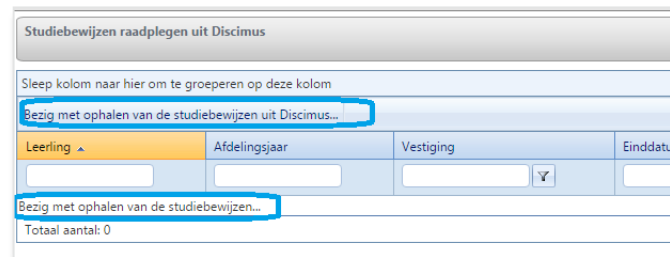 Studiebewijzen raadplegen uit Discimus
Sleep kolom naar hier om te groeperen op deze kolom
Bezig met ophalen van de studiebewijzen uit Discimus...
Leerling Afdelingsjaar Vestiging Einddatu
Bezig met ophalen van de studiebewijzen...
Totaal aantal: 0